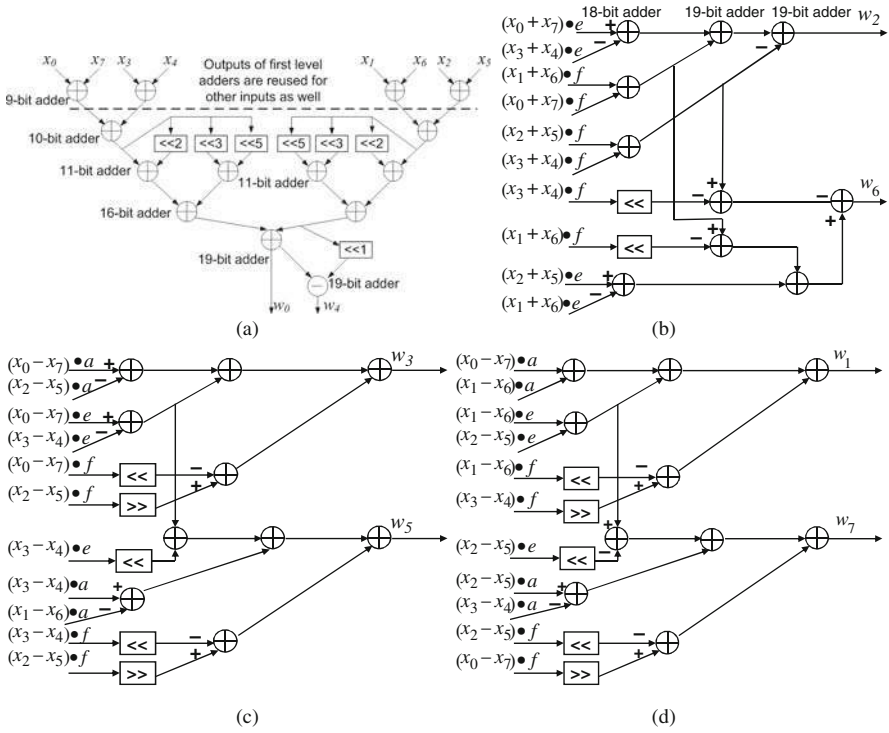 x0 x7 x3 x4
Outputs of first level
adders are reused for
other inputs as well
x1 x6 x2 x5
9-bit adder
10-bit adder
<<2 <<3 <<5 <<5 <<3 <<2
11-bit adder 11-bit adder
16-bit adder
19-bit adder <<1
19-bit adder
w0 w4
(a)
18-bit adder 19-bit adder 19-bit adder
(x0 + x7)•e + w2
(x3 + x4)•e − −
(x1 + x6)•f
(x0 + x7)•f
(x2 + x5)•f
(x3 + x4)•f
(x3 + x4)•f << − + − w6
(x1 + x6)•f << − + +
(x2 + x5)•e +
(x1 + x6)•e −
(b)
(x0 − x7)•a + w3
(x2 − x5)•a −
(x0 − x7)•e +
(x3 − x4)•e −
(x0 − x7)•f << −
(x2 − x5)•f >> +
w5
(x3 − x4)•e <<
(x3 − x4)•a +
(x1 − x6)•a −
(x3 − x4)•f << −
(x2 − x5)•f >> +
(c)
(x0 − x7)•a w1
(x1 − x6)•a
(x1 − x6)•e
(x2 − x5)•e
(x1 − x6)•f << −
(x3 − x4)•f >> +
+ w7
(x2 − x5)•e << −
(x2 − x5)•a +
(x3 − x4)•a −
(x2 − x5)•f << −
(x0 − x7)•f >> +
(d)